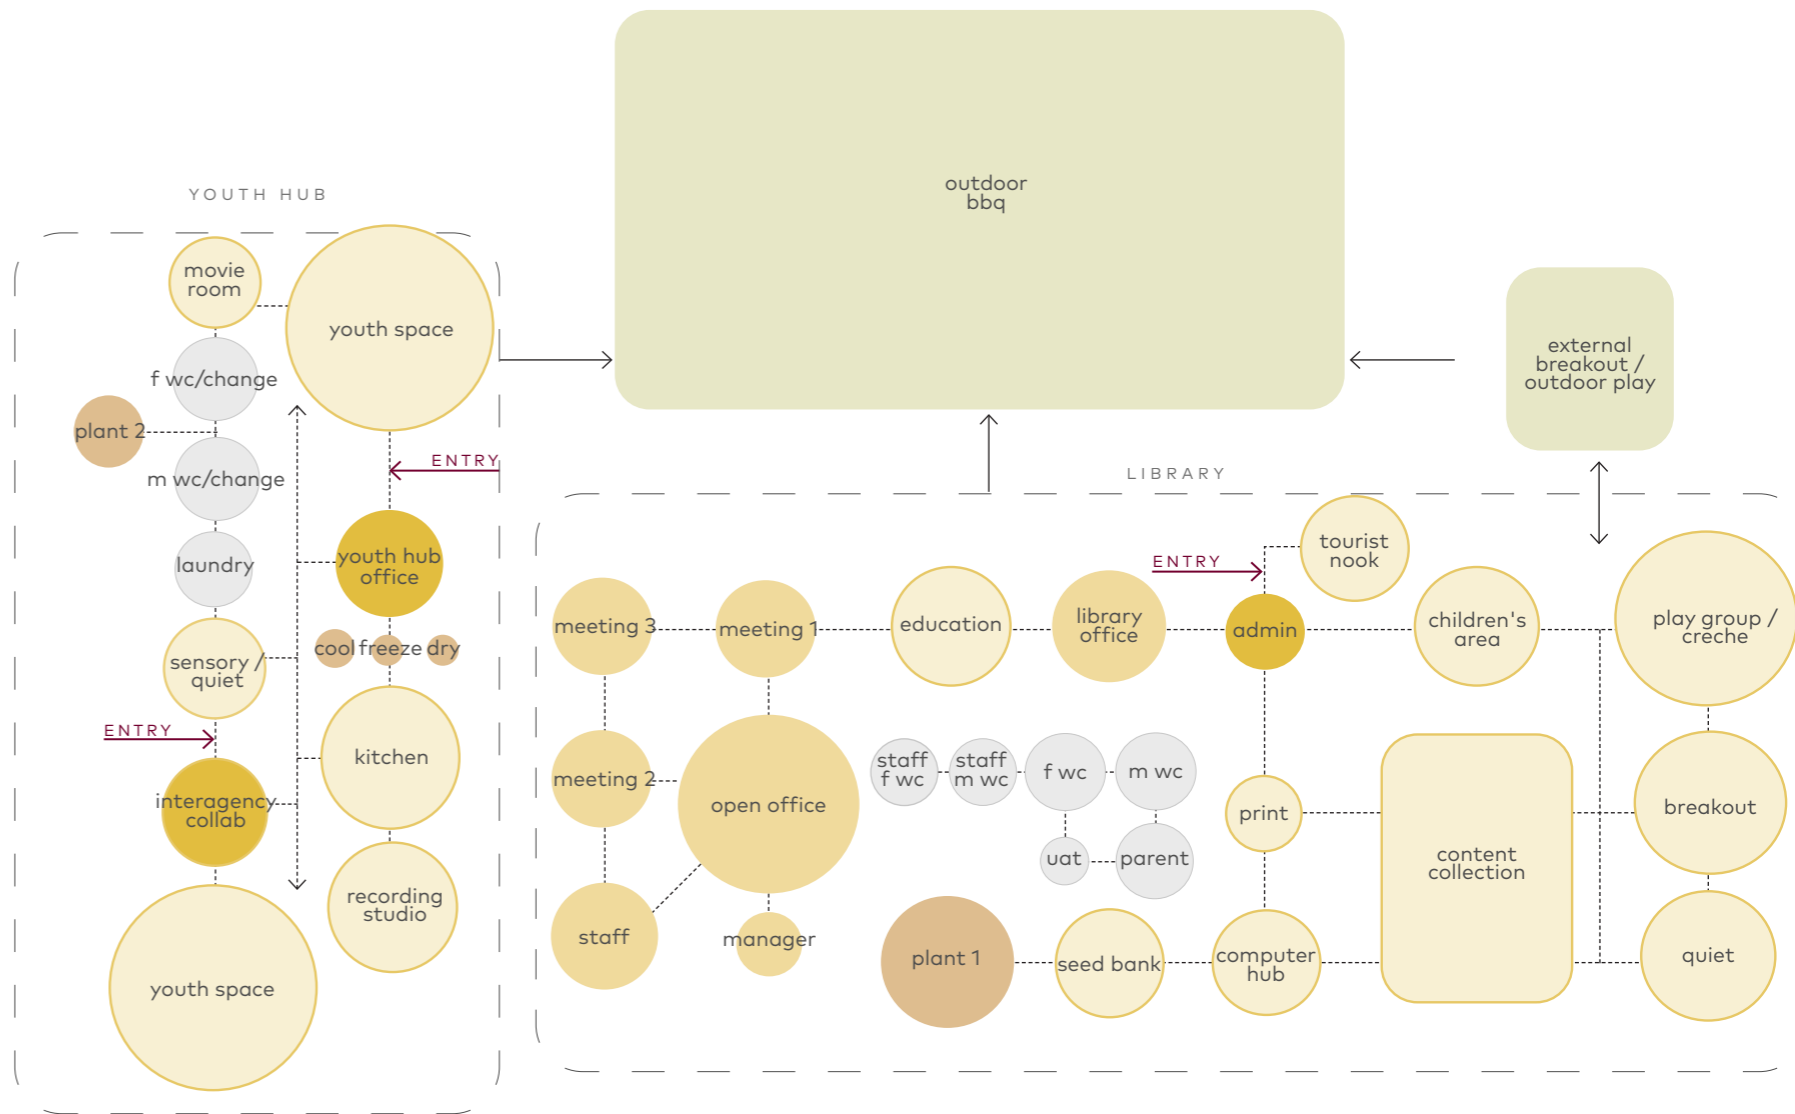 outdoor
bbq
YOUTH HUB
movie
room
youth space
f wc/change
plant 2
m wc/change
ENTRY
youth hub
office
laundry
cool
freeze
dry
sensory /
quiet
ENTRY
kitchen
interagency
collab
recording
studio
youth space
external
breakout /
outdoor play
LIBRARY
ENTRY
tourist
nook
meeting 3
meeting 1
education
library
office
admin
children's
area
play group /
creche
meeting 2
open office
staff
f wc
staff
m wc
f wc
m wc
print
breakout
uat
parent
content
collection
staff
manager
plant 1
seed bank
computer
hub
quiet